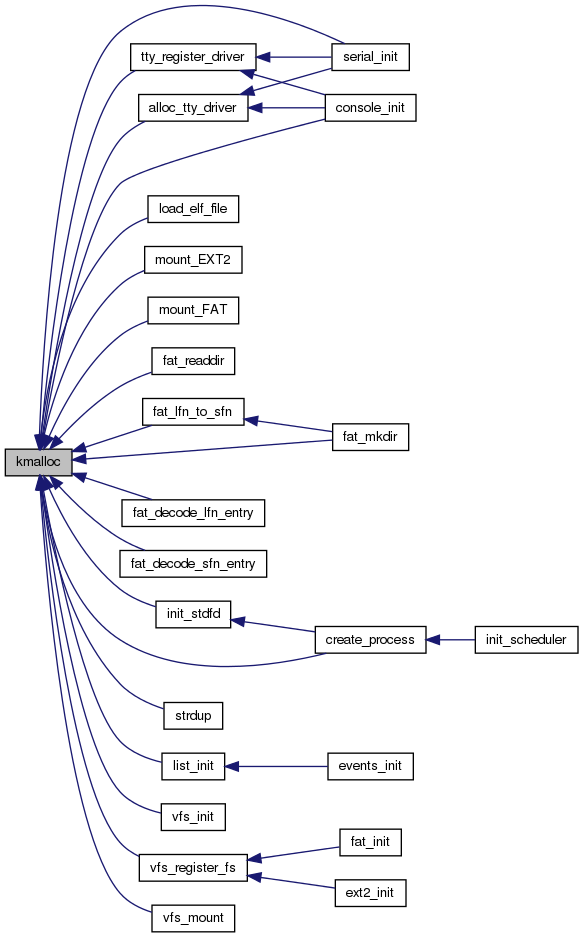 tty_register_driver
serial_init
alloc_tty_driver
console_init
load_elf_file
mount_EXT2
mount_FAT
fat_readdir
fat_lfn_to_sfn
fat_mkdir
kmalloc
fat_decode_lfn_entry
fat_decode_sfn_entry
init_stdfd
create_process
init_scheduler
strdup
list_init
events_init
vfs_init
fat_init
vfs_register_fs
ext2_init
vfs_mount